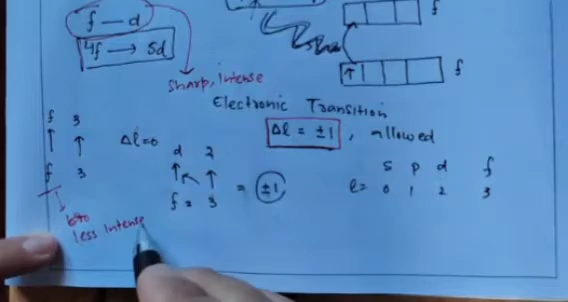 f — d
f
4f → 5d
↑ 1 f
sharp, intense
Electronic Transition
Δl = ±1, allowed
f 3
↑ ↑ Δl=0
f 3
d 2
↑ ↖ ↑ = ±1
f = 3
s p d f
l= 0 1 2 3
less intense